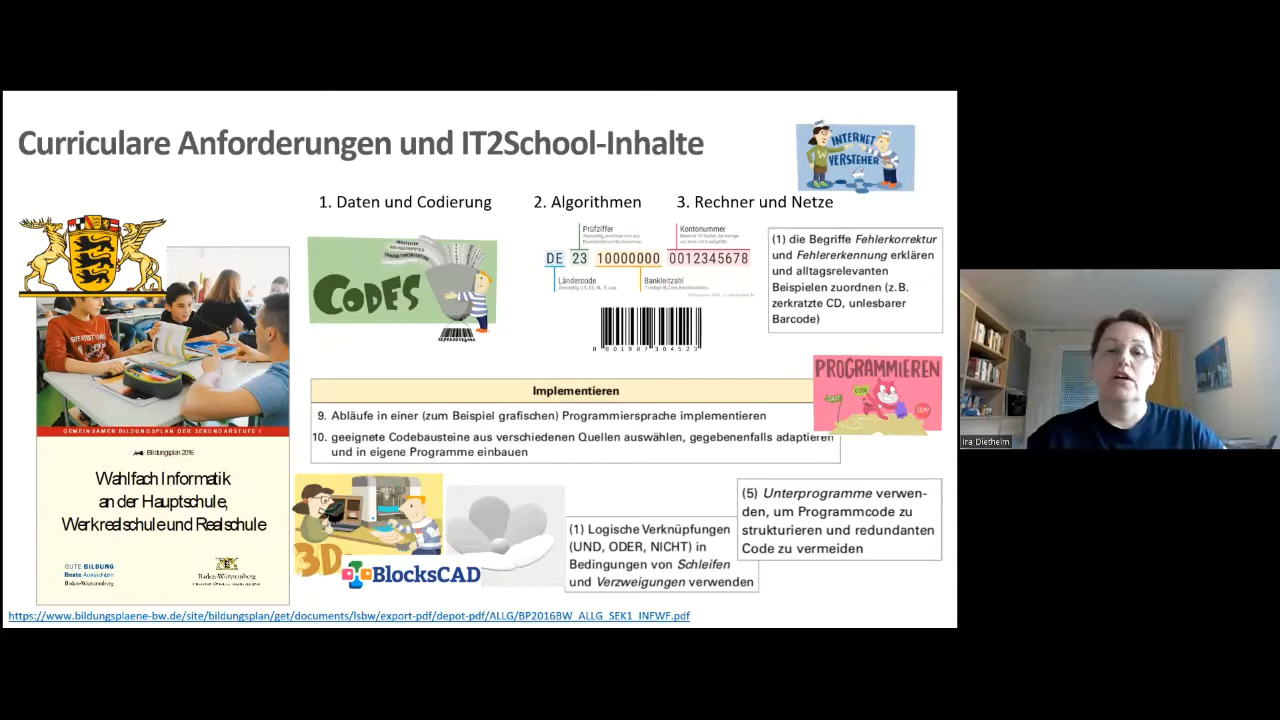 Curriculare Anforderungen und IT2School-Inhalte
INTERNET
VERSTEHEN
1. Daten und Codierung
2. Algorithmen
3. Rechner und Netze
CODES
Prüfziffer
Kontonummer
DE 23 10000000 0012345678
Ländercode
Bankleitzahl
(1) die Begriffe Fehlerkorrektur
und Fehlererkennung erklären
und alltagsrelevanten
Beispielen zuordnen (z.B.
zerkratzte CD, unlesbarer
Barcode)
Implementieren
9. Abläufe in einer (zum Beispiel grafischen) Programmiersprache implementieren
10. geeignete Codebausteine aus verschiedenen Quellen auswählen, gegebenenfalls adaptieren
und in eigene Programme einbauen
PROGRAMMIEREN
GEMEINSAMER BILDUNGSPLAN DER SEKUNDARSTUFE I
Bildungsplan 2016
Wahlfach Informatik
an der Hauptschule,
Werkrealschule und Realschule
GUTE BILDUNG
Beste Aussichten
Baden-Württemberg
Baden-Württemberg
3D
BlocksCAD
(1) Logische Verknüpfungen
(UND, ODER, NICHT) in
Bedingungen von Schleifen
und Verzweigungen verwenden
(5) Unterprogramme verwen-
den, um Programmcode zu
strukturieren und redundanten
Code zu vermeiden
https://www.bildungsplaene-bw.de/site/bildungsplan/get/documents/lsbw/export-pdf/depot-pdf/ALLG/BP2016BW_ALLG_SEK1_INFWF.pdf
Ira Diethelm